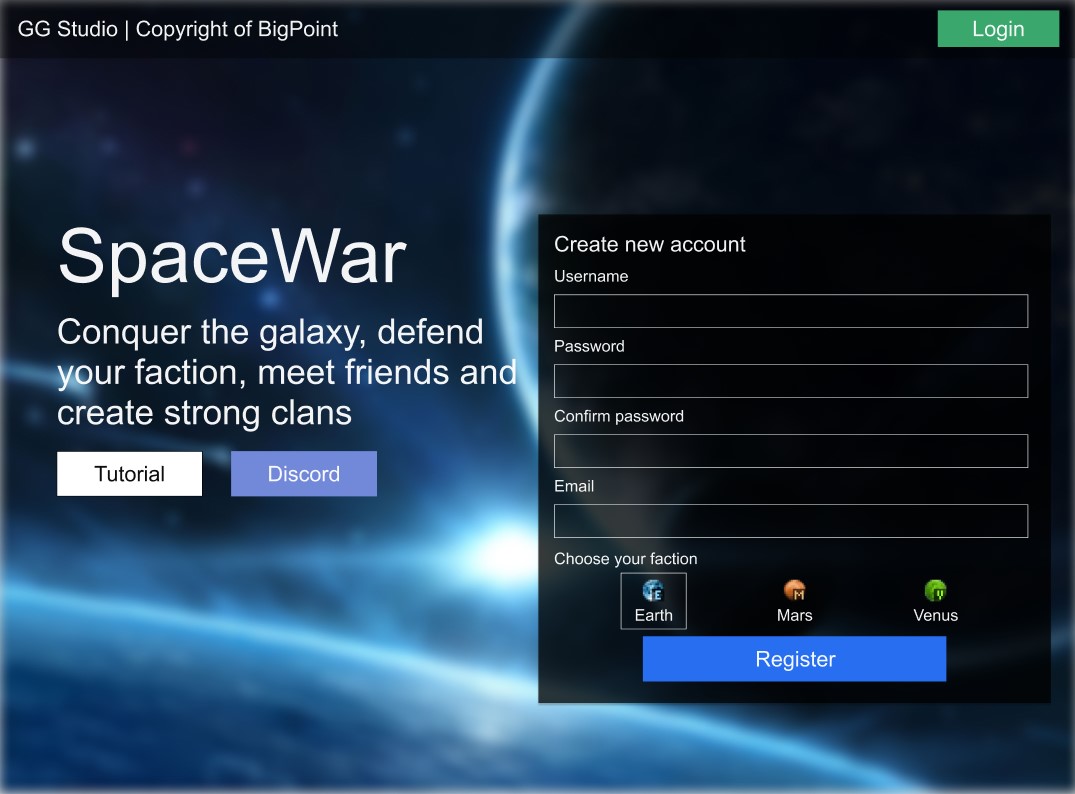 GG Studio | Copyright of BigPoint
Login
SpaceWar
Conquer the galaxy, defend
your faction, meet friends and
create strong clans
Tutorial
Discord
Create new account
Username
Password
Confirm password
Email
Choose your faction
E
Earth
M
Mars
V
Venus
Register